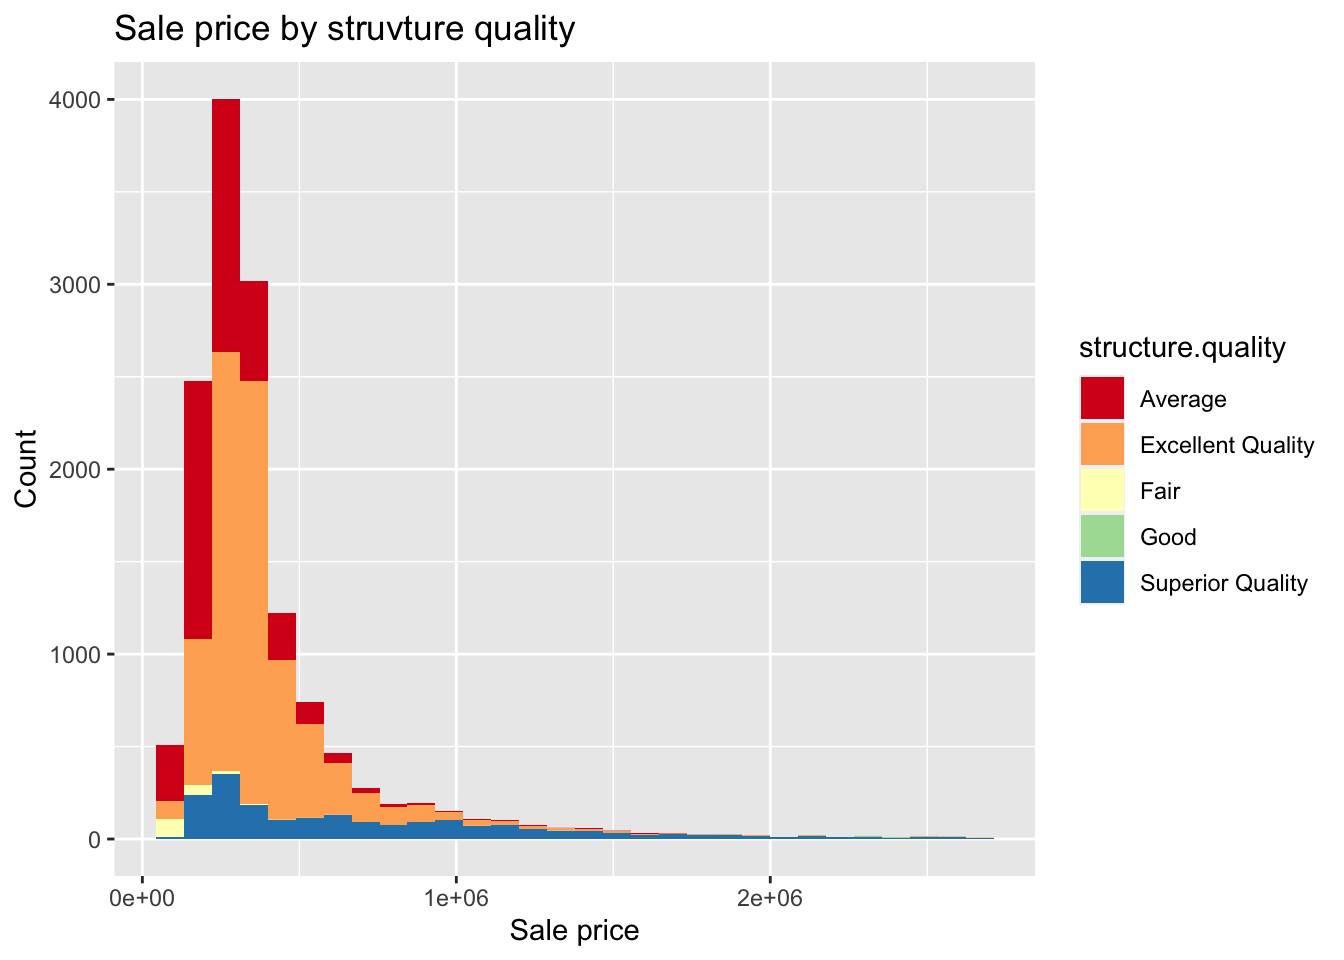 Sale price by struvture quality
4000
3000
2000
1000
0
Count
0e+00
1e+06
2e+06
Sale price
structure.quality
Average
Excellent Quality
Fair
Good
Superior Quality